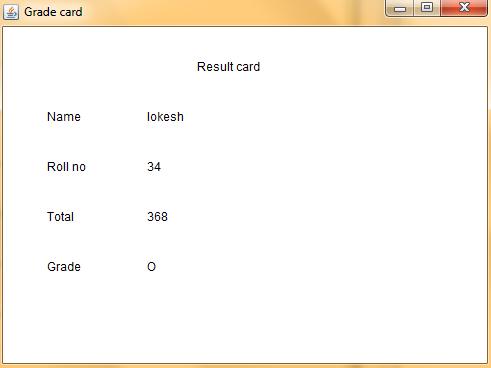 Grade card
Result card
Name lokesh
Roll no 34
Total 368
Grade O